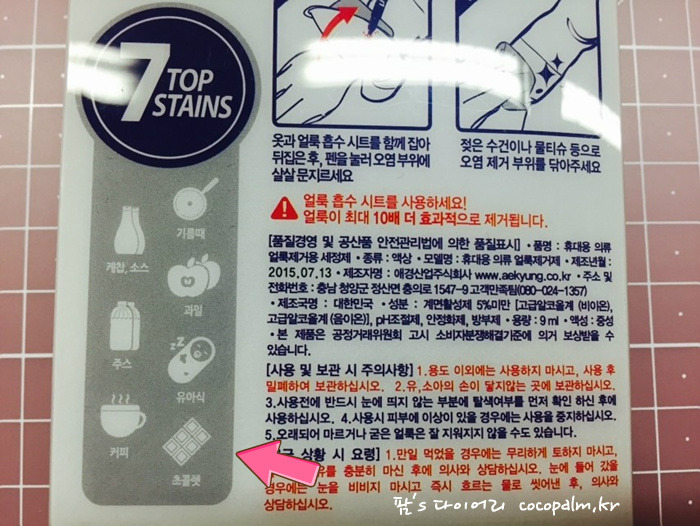 7 TOP
STAINS
기름때
케찹, 소스
과일
주스
유아식
커피
초콜렛
옷과 얼룩 흡수 시트를 함께 잡아
뒤집은 후, 펜을 눌러 오염 부위에
살살 문지르세요
젖은 수건이나 물티슈 등으로
오염 제거 부위를 닦아주세요
얼룩 흡수 시트를 사용하세요!
얼룩이 최대 10배 더 효과적으로 제거됩니다.
[품질경영 및 공산품 안전관리법에 의한 품질표시] • 품명 : 휴대용 의류
얼룩제거용 세정제 • 종류 : 액상 • 모델명 : 휴대용 의류 얼룩제거제 • 제조년월 :
2015.07.13 • 제조자명 : 애경산업주식회사 www.aekyung.co.kr • 주소 및
전화번호 : 충남 청양군 정산면 충의로 1547-9 고객만족팀(080-024-1357)
• 제조국명 : 대한민국 • 성분 : 계면활성제 5%미만 [고급알코올계 (비이온),
고급알코올계 (음이온)], pH조절제, 안정화제, 방부제 • 용량 : 9 ml • 액성 : 중성
• 본 제품은 공정거래위원회 고시 소비자분쟁해결기준에 의거 보상받을 수
있습니다.
[사용 및 보관 시 주의사항] 1.용도 이외에는 사용하지 마시고, 사용 후
밀폐하여 보관하십시오. 2.유,소아의 손이 닿지않는 곳에 보관하십시오.
3.사용전에 반드시 눈에 띄지 않는 부분에 탈색여부를 먼저 확인 하신 후에
사용하십시오. 4.사용시 피부에 이상이 있을 경우에는 사용을 중지하십시오.
5.오래되어 마르거나 굳은 얼룩은 잘 지워지지 않을 수도 있습니다.
상황 시 요령] 1.만일 먹었을 경우에는 무리하게 토하지 마시고,
를 충분히 마신 후에 의사와 상담하십시오. 눈에 들어 갔을
경우에는 눈을 비비지 마시고 즉시 흐르는 물로 씻어낸 후, 의사와
상담하십시오.
팜's 다이어리 cocopalm.kr